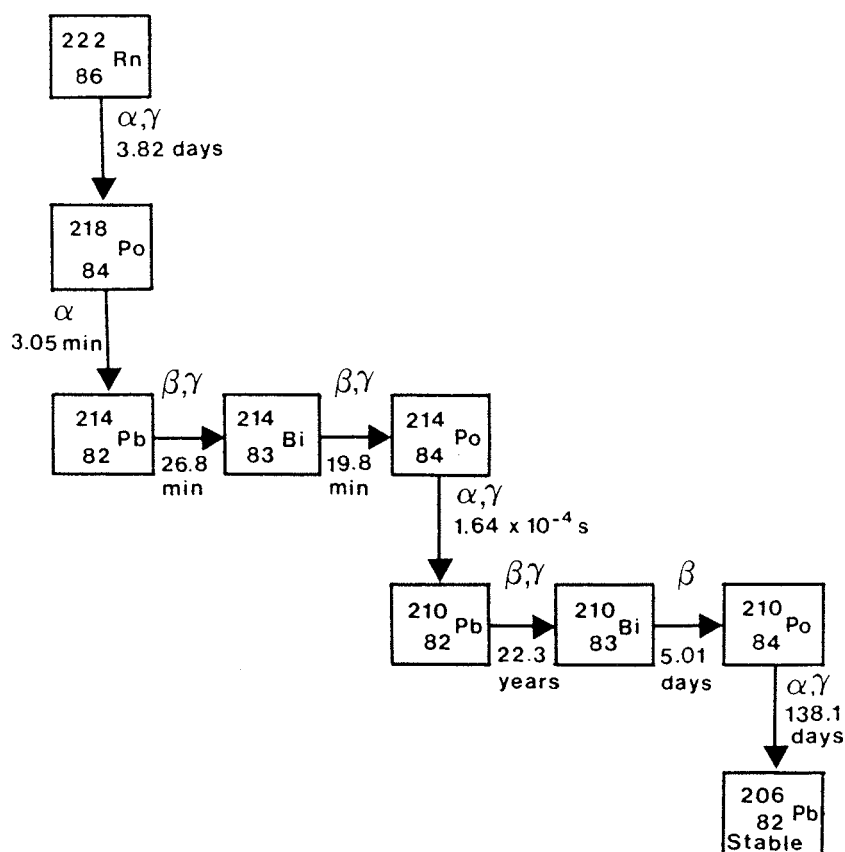 222
Rn
86
α,γ
3.82 days
218
Po
84
α
3.05 min
β,γ
β,γ
214
Pb
82
26.8
min
214
Bi
83
19.8
min
214
Po
84
α,γ
1.64 x 10⁻⁴ s
β,γ
β
210
Pb
82
22.3
years
210
Bi
83
5.01
days
210
Po
84
α,γ
138.1
days
206
Pb
82
Stable